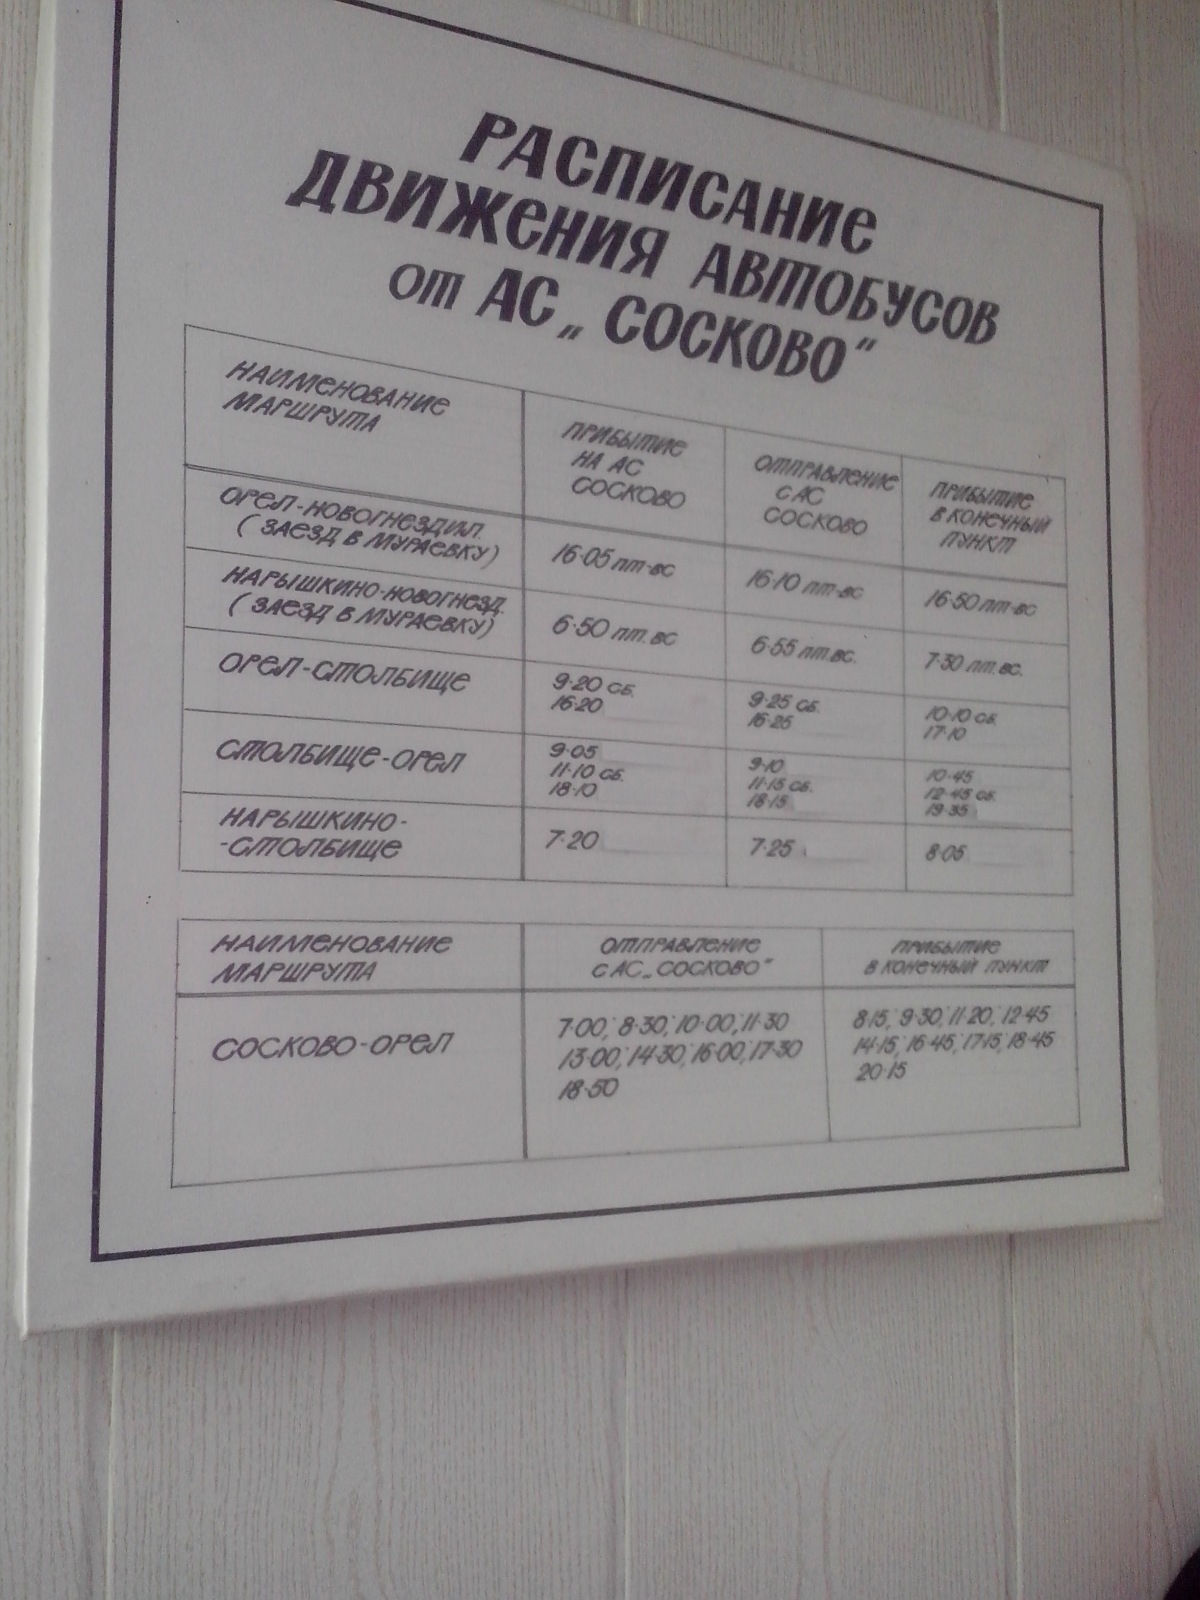 РАСПИСАНИЕ
ДВИЖЕНИЯ АВТОБУСОВ
от АС „СОСКОВО"
НАИМЕНОВАНИЕ
МАРШРУТА
ПРИБЫТИЕ
НА АС
СОСКОВО
ОТПРАВЛЕНИЕ
С АС
СОСКОВО
ПРИБЫТИЕ
В КОНЕЧНЫЙ
ПУНКТ
ОРЕЛ-НОВОГНЕЗДИЛ.
(ЗАЕЗД В МУРАЕВКУ)
16·05 пт-вс
16·10 пт-вс
16·50 пт-вс
НАРЫШКИНО-НОВОГНЕЗД.
(ЗАЕЗД В МУРАЕВКУ)
6·50 пт.вс
6·55 пт.вс.
7·30 пт.вс.
ОРЕЛ-СТОЛБИЩЕ
9·20 сб.
16·20
9·25 сб.
16·25
10·10 сб.
17·10
СТОЛБИЩЕ-ОРЕЛ
9·05
11·10 сб.
18·10
9·10
11·15 сб.
18·15
10·45
12·45 сб.
19·35
НАРЫШКИНО-
-СТОЛБИЩЕ
7·20
7·25
8·05
НАИМЕНОВАНИЕ
МАРШРУТА
ОТПРАВЛЕНИЕ
С АС „СОСКОВО"
ПРИБЫТИЕ
В КОНЕЧНЫЙ ПУНКТ
СОСКОВО-ОРЕЛ
7·00; 8·30; 10·00; 11·30
13·00; 14·30; 16·00; 17·30
18·50
8·15; 9·30; 11·20; 12·45
14·15; 16·45; 17·15; 18·45
20·15